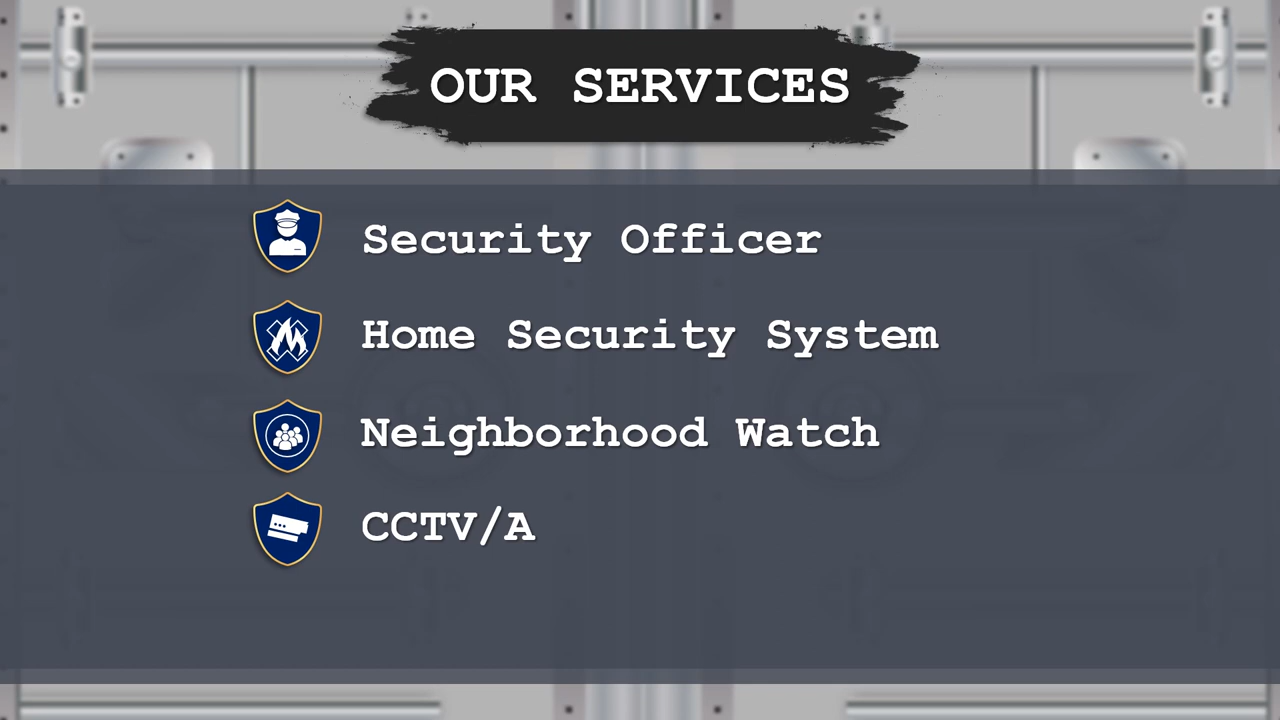 OUR SERVICES
Security Officer
Home Security System
Neighborhood Watch
CCTV/A